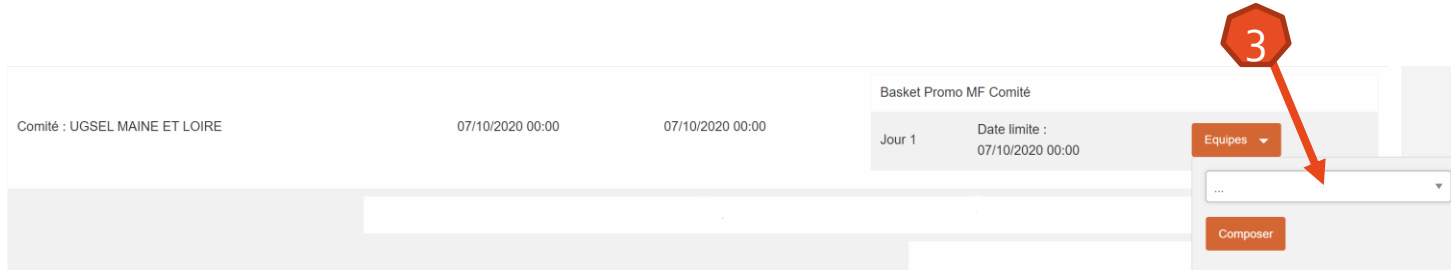 3
Basket Promo MF Comité
Comité : UGSEL MAINE ET LOIRE 07/10/2020 00:00 07/10/2020 00:00
Jour 1 Date limite :
07/10/2020 00:00
Equipes
...
Composer